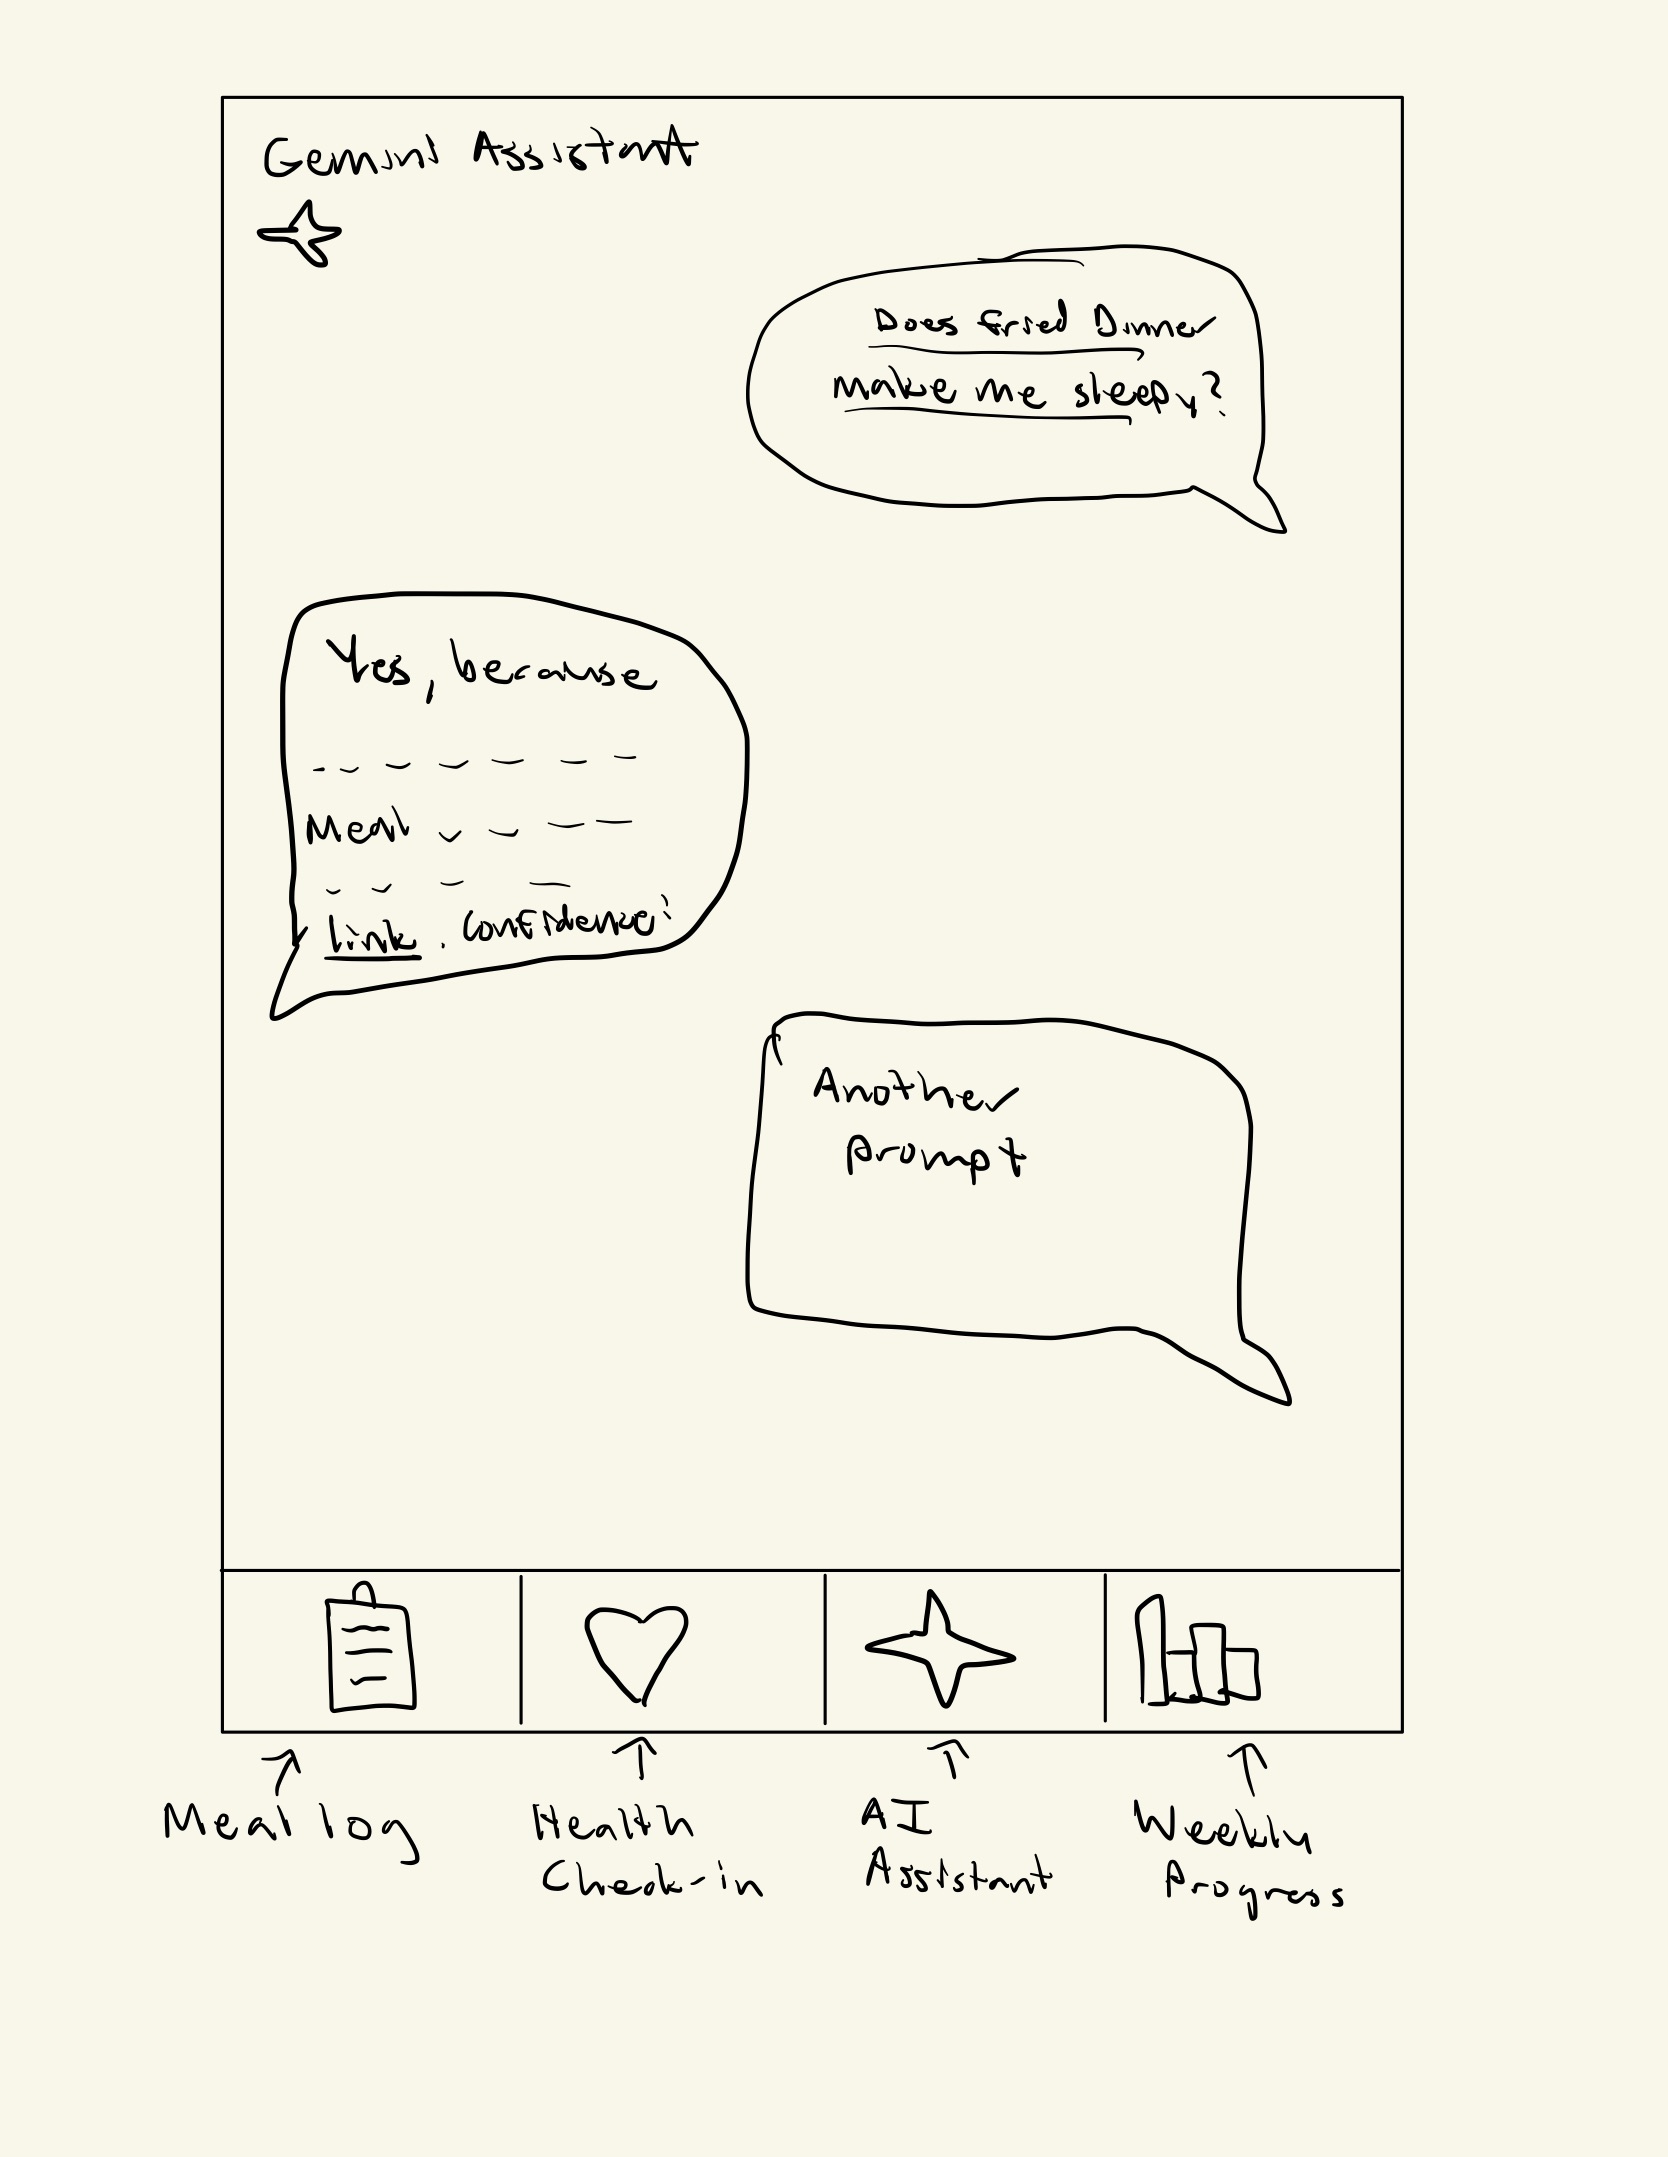 Gemini Assistant
Does fried Dinner
make me sleepy?
Yes, because
Meal
link. Confidence:
Another
prompt
Meal log
Health
Check-in
AI
Assistant
Weekly
Progress